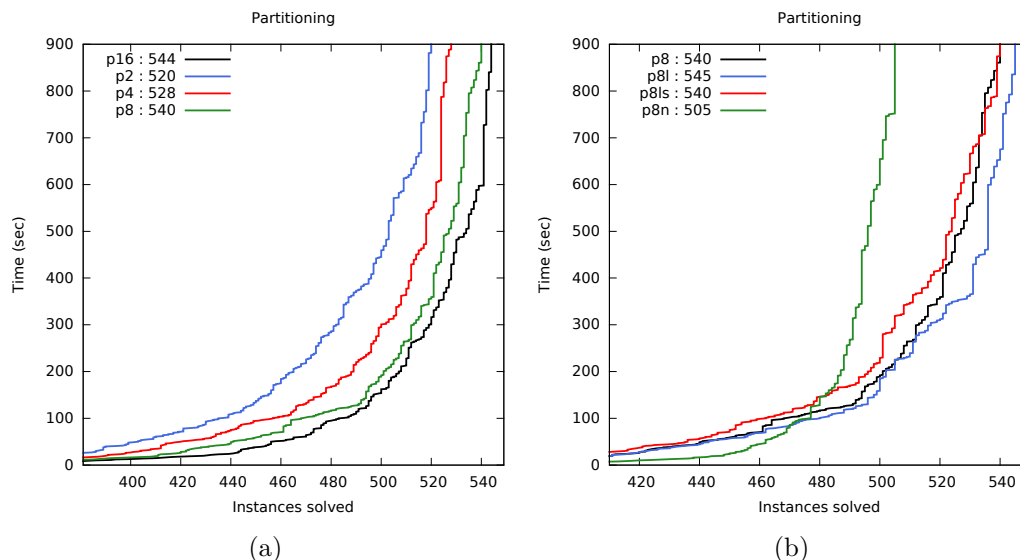 Partitioning
900
800
700
600
500
400
300
200
100
0
Time (sec)
p16 : 544
p2 : 520
p4 : 528
p8 : 540
400 420 440 460 480 500 520 540
Instances solved
(a)
Partitioning
900
800
700
600
500
400
300
200
100
0
Time (sec)
p8 : 540
p8l : 545
p8ls : 540
p8n : 505
420 440 460 480 500 520 540
Instances solved
(b)